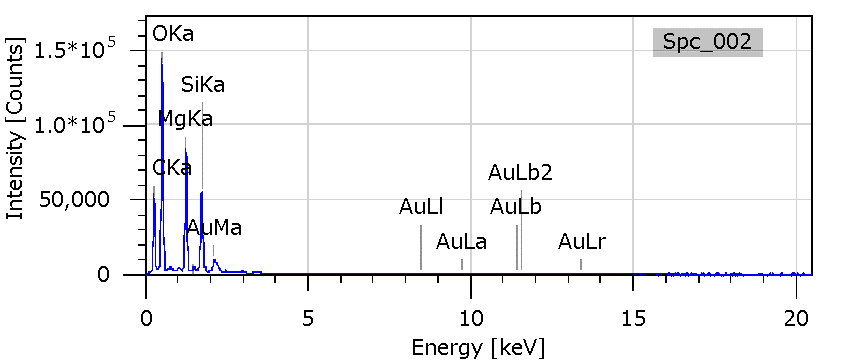 OKa
Spc_002
1.5*10^5
SiKa
MgKa
1.0*10^5
CKa
AuLb2
50,000
AuLl
AuLb
AuMa
AuLa
AuLr
0
0
5
10
15
20
Intensity [Counts]
Energy [keV]